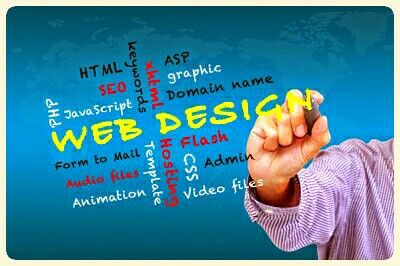 keywords
HTML
xhtml
ASP
graphic
SEO
Domain name
PHP
JavaScript
WEB DESIGN
Form to Mail
Template
Hosting
Flash
CSS
Admin
Audio files
Animation
Video files